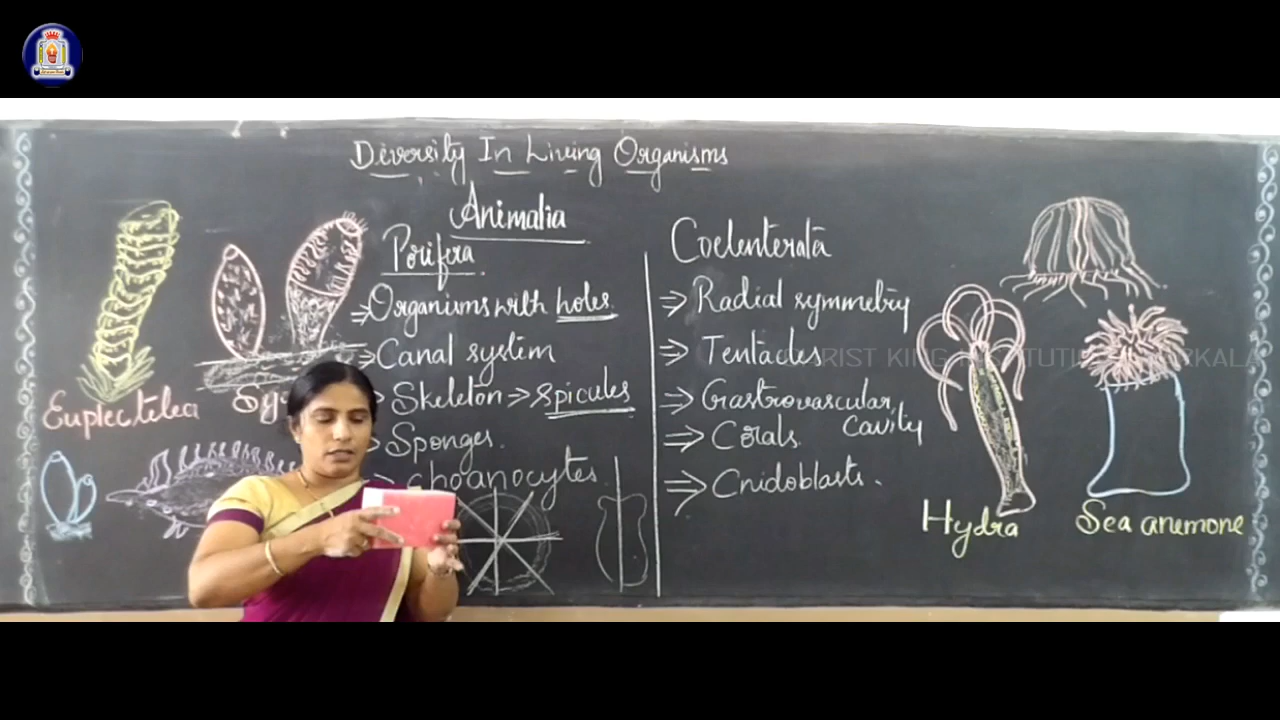 Diversity In Living Organisms
Animalia
Porifera
⇒ Organisms with holes
⇒ Canal system
⇒ Skeleton → Spicules
Sponges.
choanocytes
Coelenterata
⇒ Radial symmetry
⇒ Tentacles
⇒ Gastrovascular
cavity
⇒ Corals.
⇒ Cnidoblasts.
Euplectelea
Hydra
Sea anemone